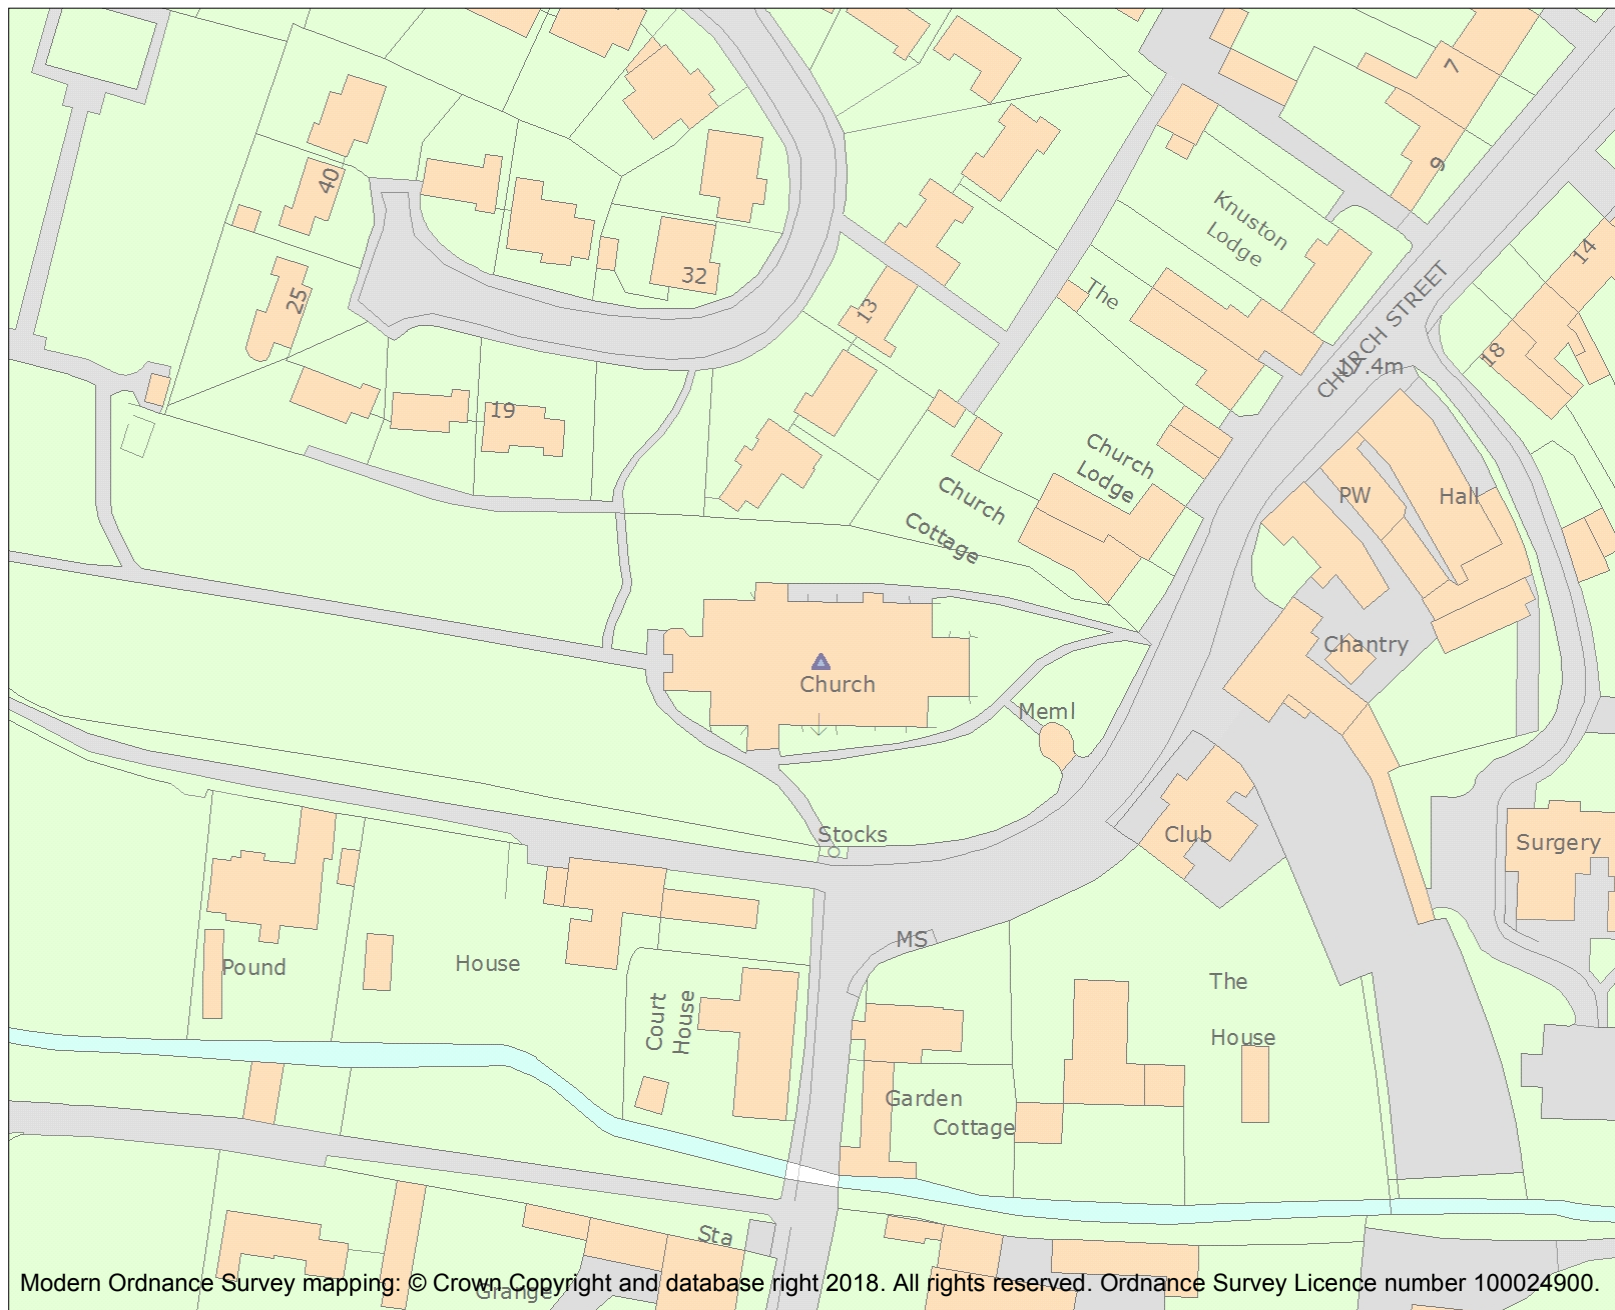 7
9
40
Knuston
Lodge
14
32
25
The
13
CHURCH STREET
.4m
18
19
Church
Lodge
PW
Hall
Church
Cottage
Chantry
Church
Meml
Stocks
Club
Surgery
MS
Pound
House
The
House
Court
House
Garden
Cottage
Sta
Grange
Modern Ordnance Survey mapping: © Crown Copyright and database right 2018. All rights reserved. Ordnance Survey Licence number 100024900.